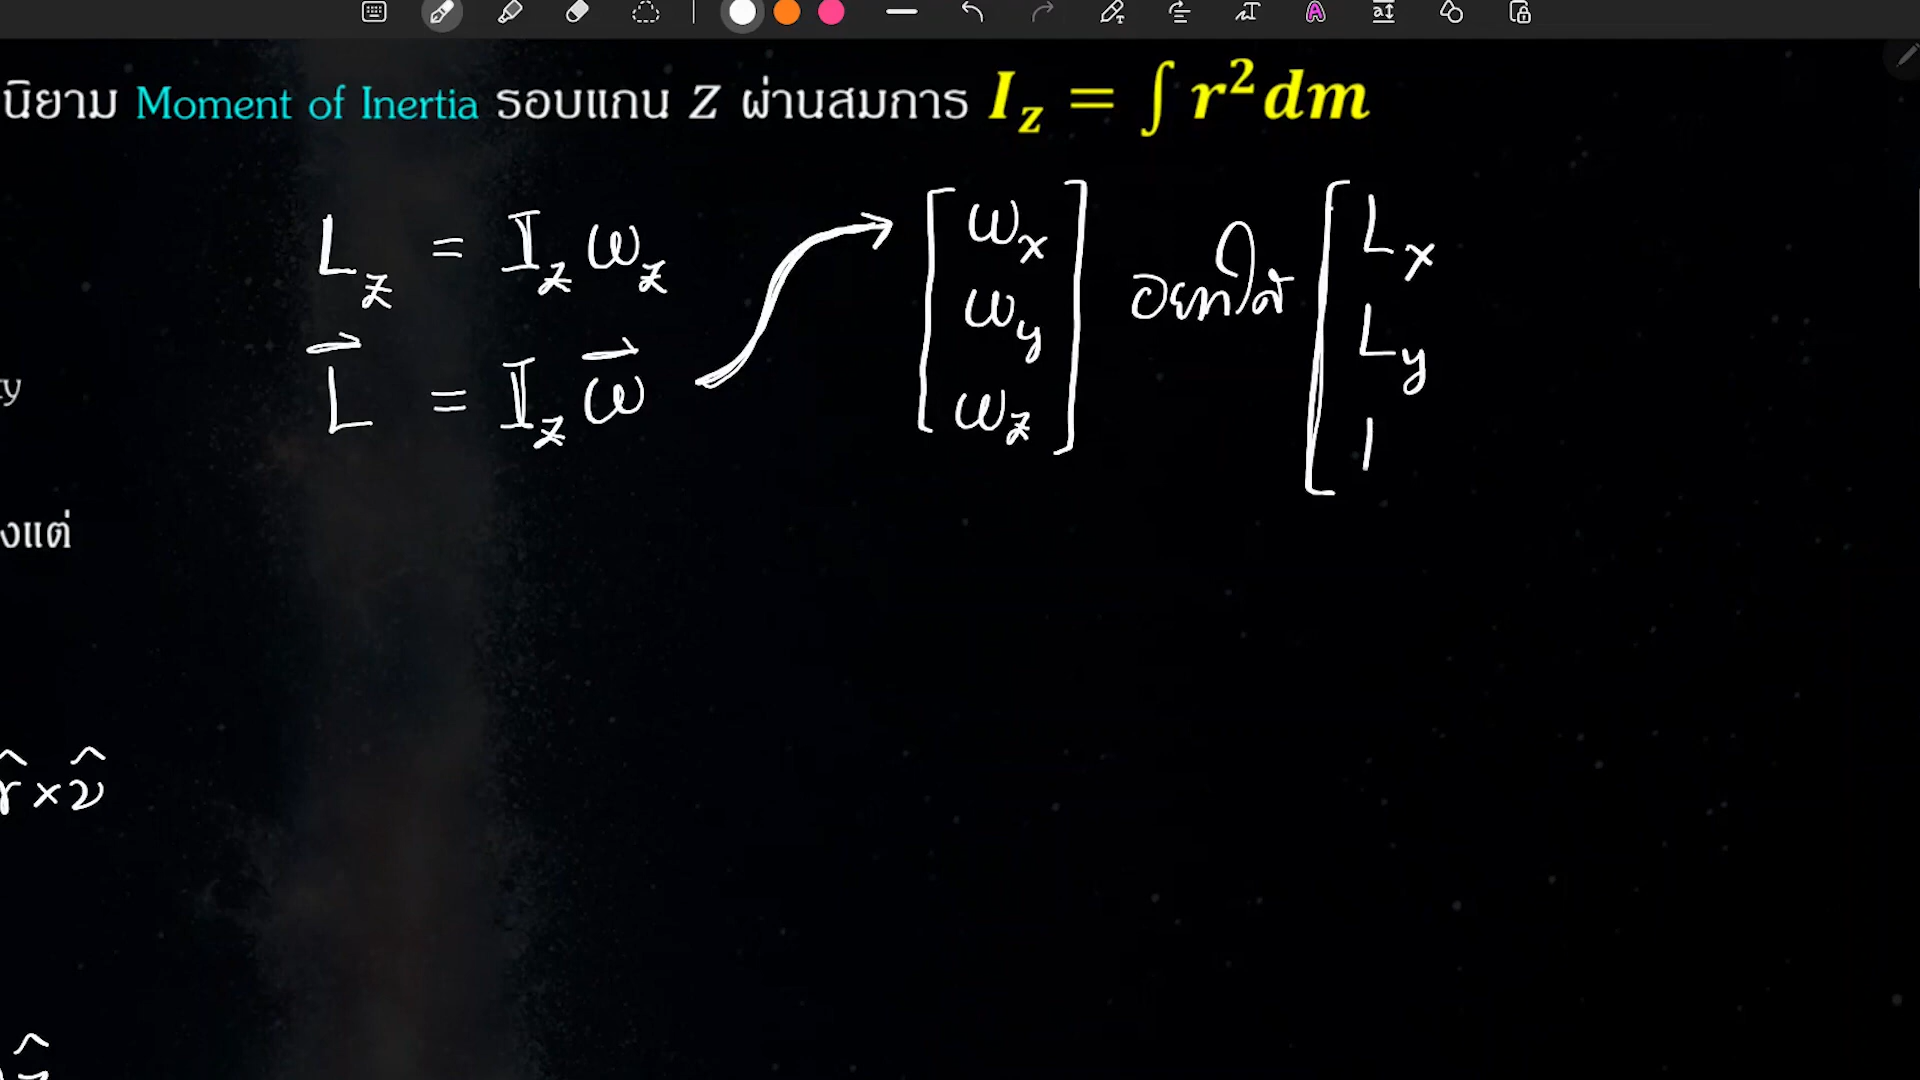 นิยาม Moment of Inertia รอบแกน Z ผ่านสมการ I_z = ∫ r² dm
L_z = I_z ω_z
L⃗ = I_z ω⃗
[ω_x ω_y ω_z] อยากได้ [L_x L_y l
y
งแต่
r̂ × v̂